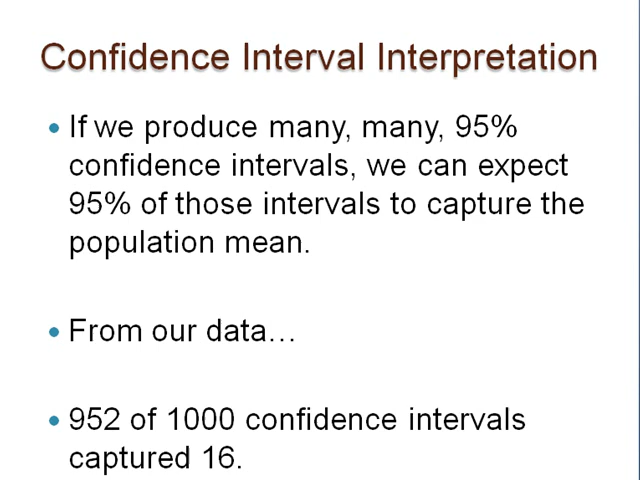 Confidence Interval Interpretation
• If we produce many, many, 95%
confidence intervals, we can expect
95% of those intervals to capture the
population mean.
• From our data…
• 952 of 1000 confidence intervals
captured 16.